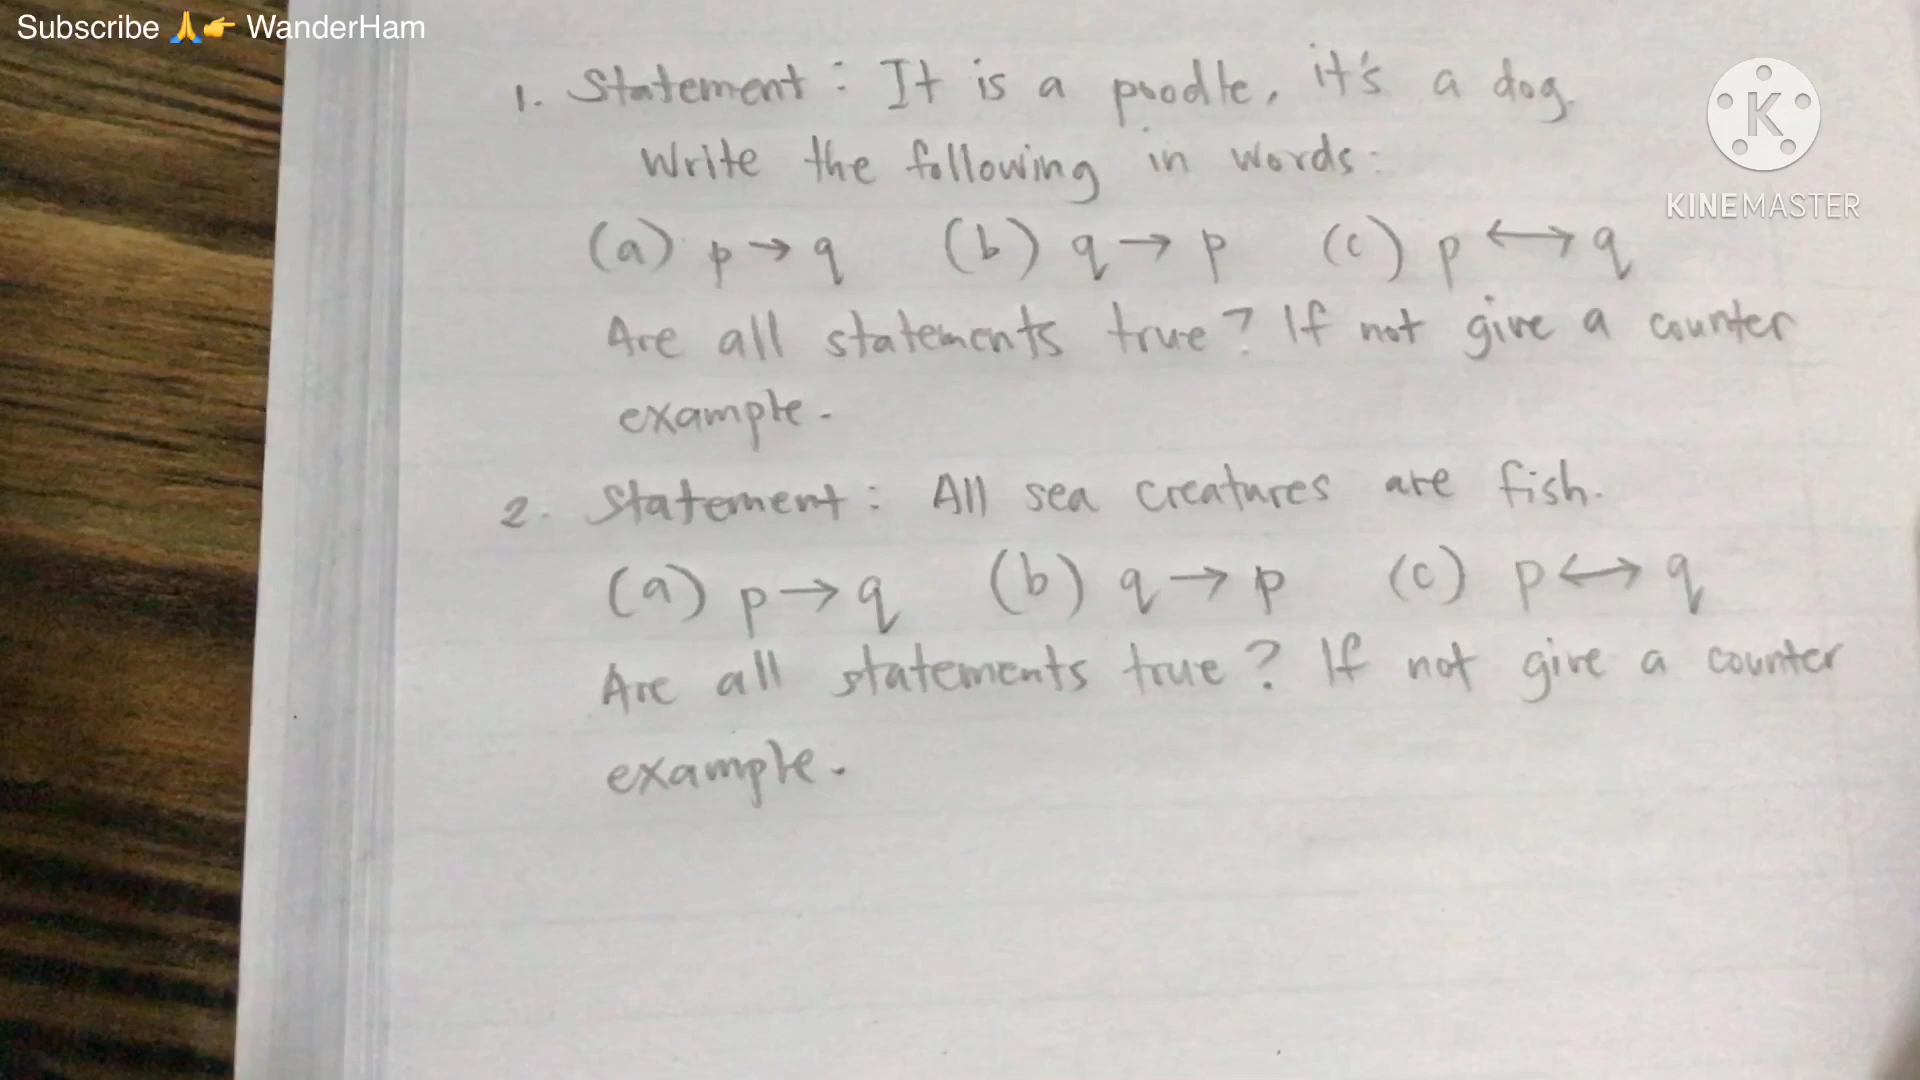 Subscribe 🙏👉 WanderHam
1. Statement: It is a poodle, it's a dog.
Write the following in words:
(a) p → q (b) q → p (c) p ↔ q
Are all statements true? If not give a counter
example.
2. Statement: All sea creatures are fish.
(a) p → q (b) q → p (c) p ↔ q
Are all statements true? If not give a counter
example.
K
KINEMASTER